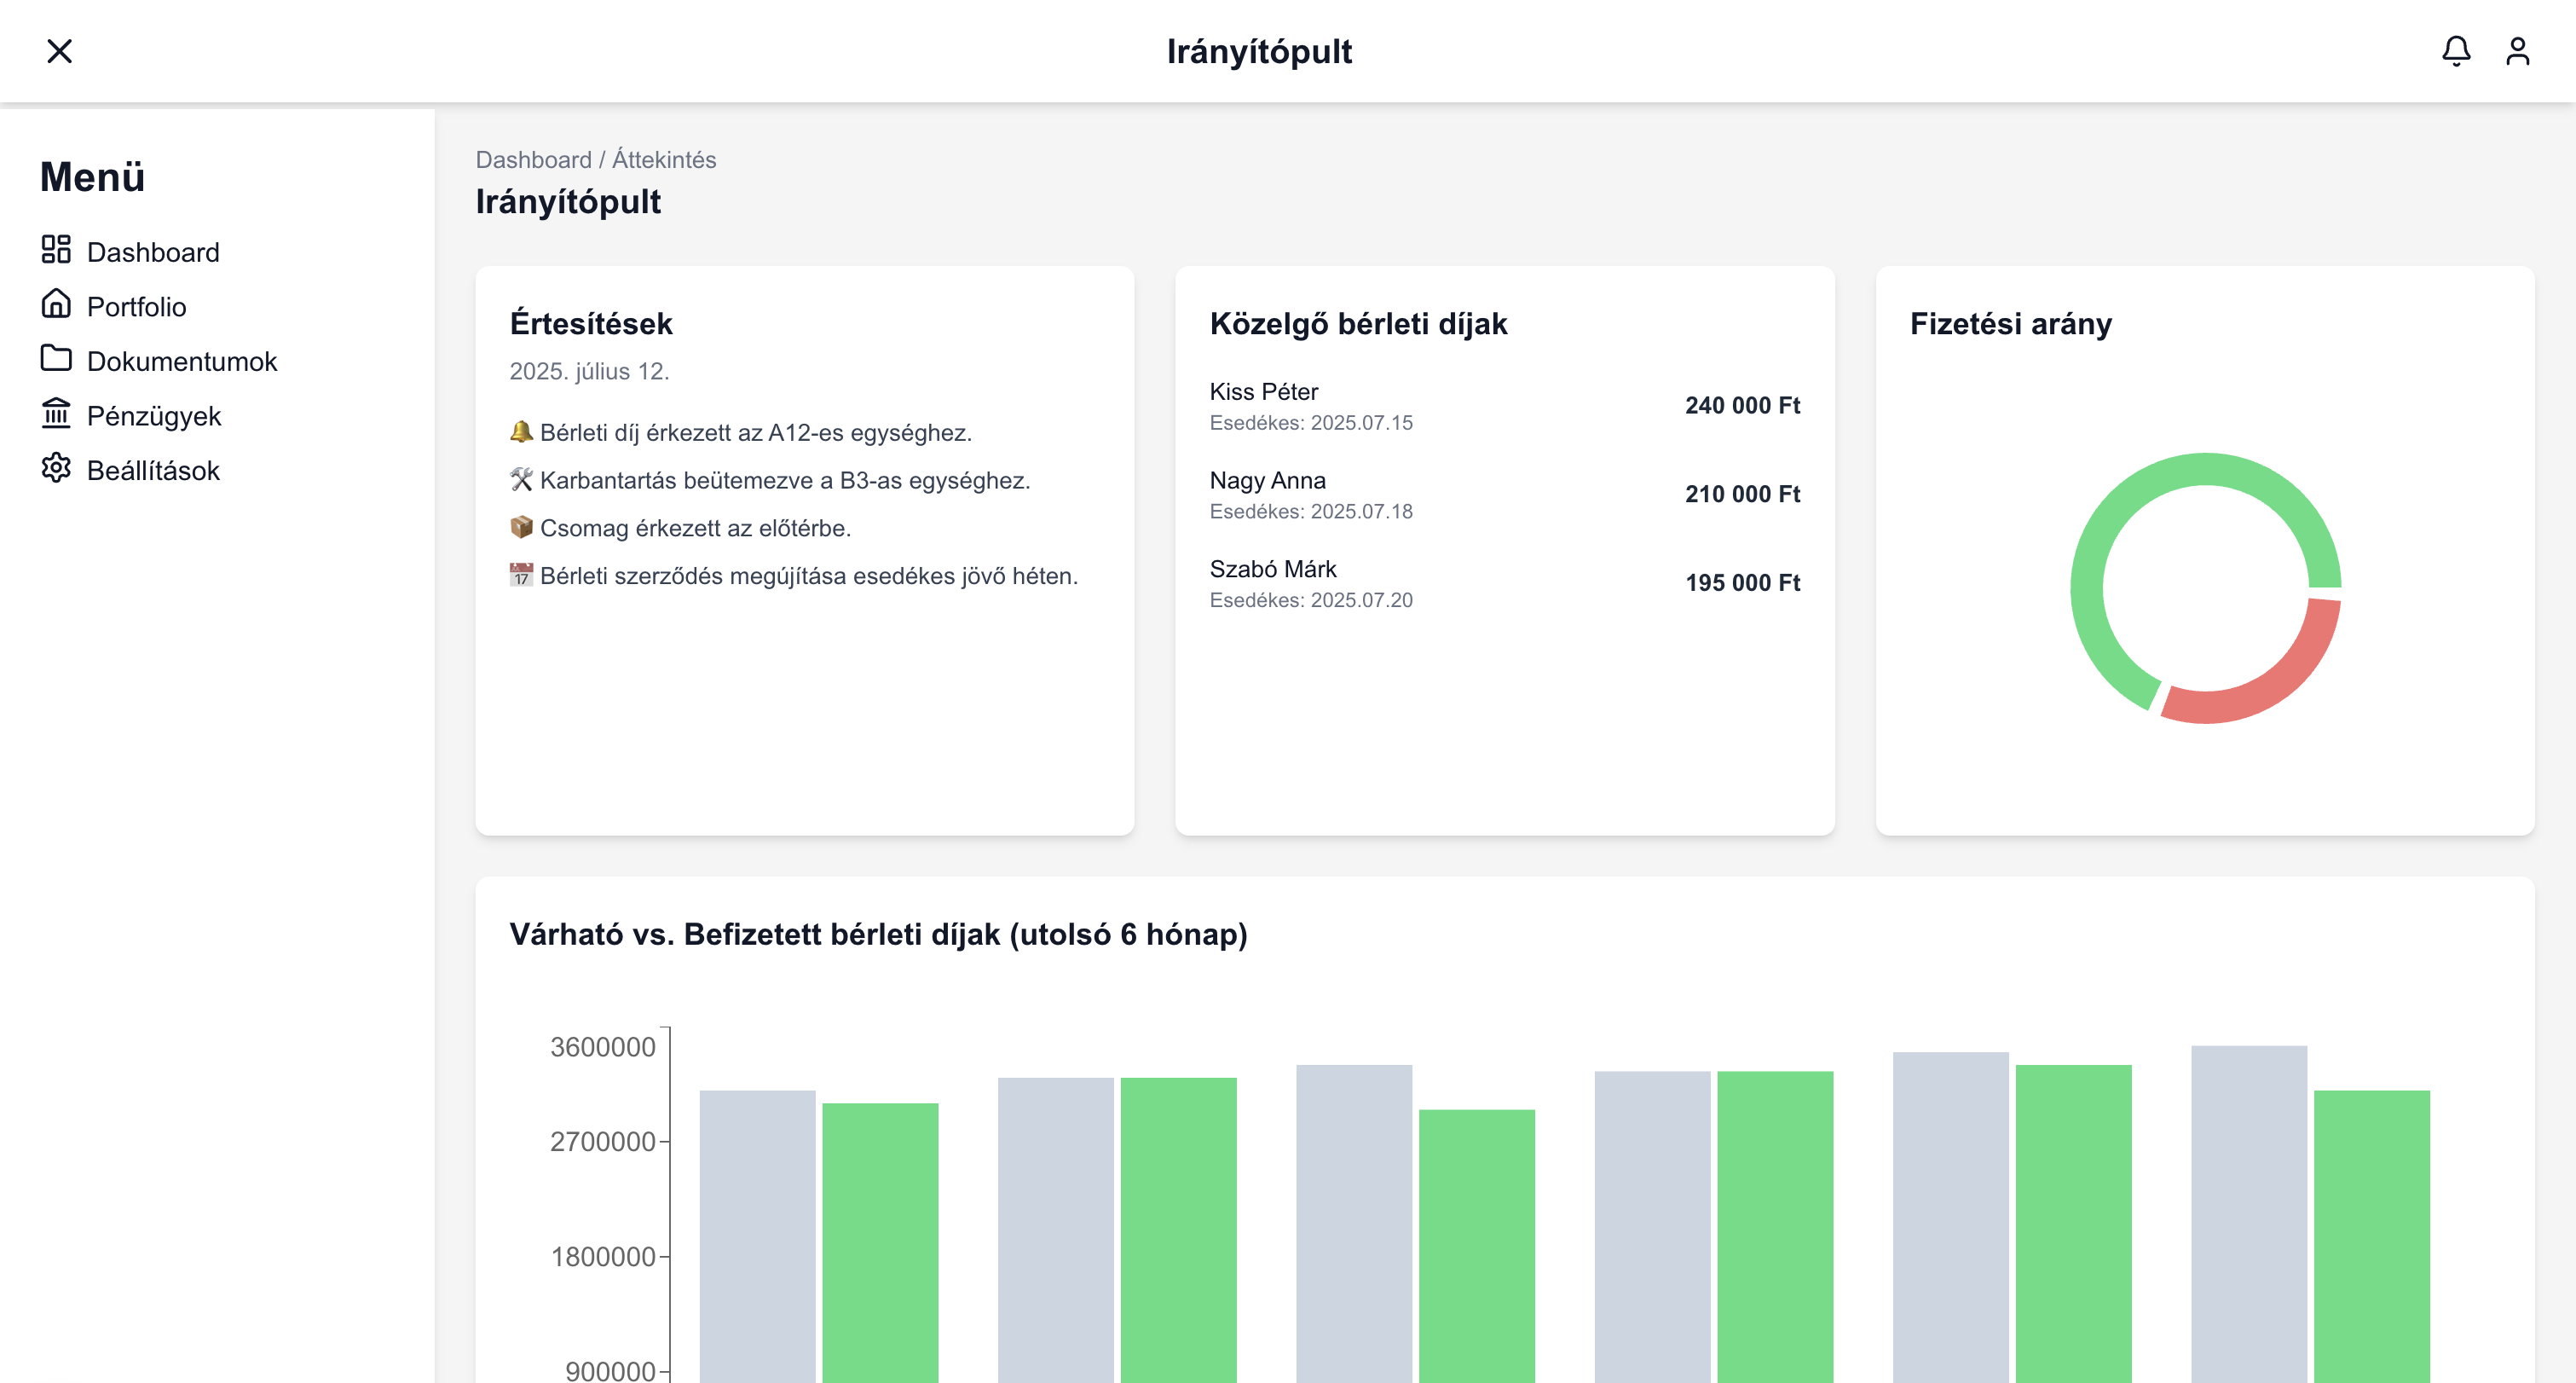 Irányítópult
Menü
Dashboard
Portfolio
Dokumentumok
Pénzügyek
Beállítások
Dashboard / Áttekintés
Irányítópult
Értesítések
2025. július 12.
🔔 Bérleti díj érkezett az A12-es egységhez.
🛠️ Karbantartás beütemezve a B3-as egységhez.
📦 Csomag érkezett az előtérbe.
📅 Bérleti szerződés megújítása esedékes jövő héten.
Közelgő bérleti díjak
Kiss Péter
Esedékes: 2025.07.15
240 000 Ft
Nagy Anna
Esedékes: 2025.07.18
210 000 Ft
Szabó Márk
Esedékes: 2025.07.20
195 000 Ft
Fizetési arány
Várható vs. Befizetett bérleti díjak (utolsó 6 hónap)
3600000
2700000
1800000
900000